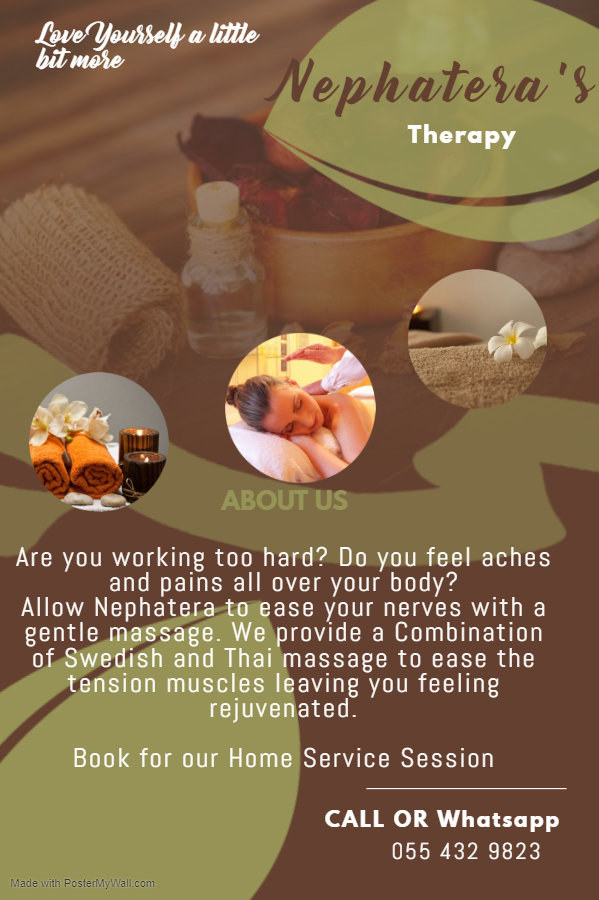 Love Yourself a little
bit more
Nephatera's
Therapy
ABOUT US
Are you working too hard? Do you feel aches
and pains all over your body?
Allow Nephatera to ease your nerves with a
gentle massage. We provide a Combination
of Swedish and Thai massage to ease the
tension muscles leaving you feeling
rejuvenated.
Book for our Home Service Session
CALL OR Whatsapp
055 432 9823
Made with PosterMyWall.com